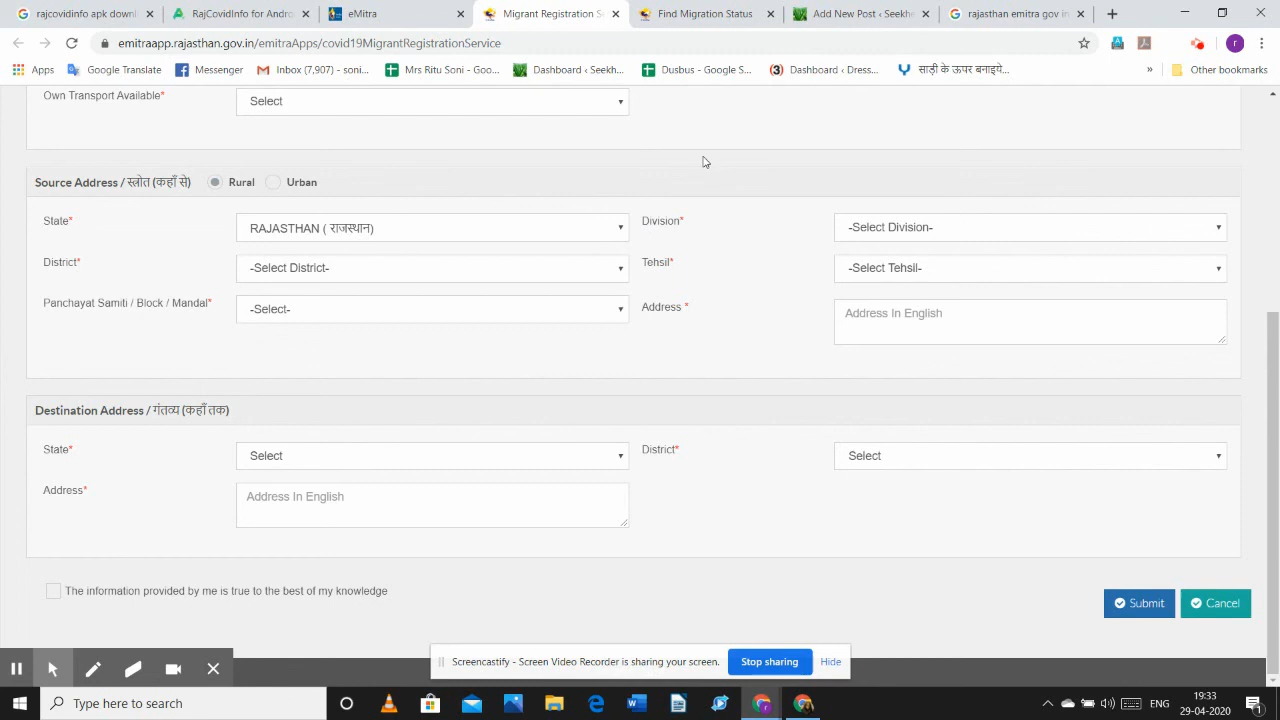 rajcovidinfo apk downl
RajCovidInfo for Andro
eMitra
Migrant Registration S
Find Migration Status
Add New Post ‹ Seekhe
rajasthan emitra gov in
emitraapp.rajasthan.gov.in/emitraApps/covid19MigrantRegistrationService
r
Apps
Google Translate
Messenger
Inbox (7,907) - soni...
Mrs Ritu Soni - Goo...
Dashboard ‹ Seekh...
Dusbus - Google S...
(3) Dashboard ‹ Dress...
साड़ी के ऊपर बनाइये...
»
Other bookmarks
Own Transport Available*
Select
Source Address / स्त्रोत (कहाँ से)
Rural
Urban
State*
RAJASTHAN ( राजस्थान)
Division*
-Select Division-
District*
-Select District-
Tehsil*
-Select Tehsil-
Panchayat Samiti / Block / Mandal*
-Select-
Address *
Address In English
Destination Address / गंतव्य (कहाँ तक)
State*
Select
District*
Select
Address*
Address In English
The information provided by me is true to the best of my knowledge
Submit
Cancel
Screencastify - Screen Video Recorder is sharing your screen.
Stop sharing
Hide
Type here to search
ENG
19:33
29-04-2020
1